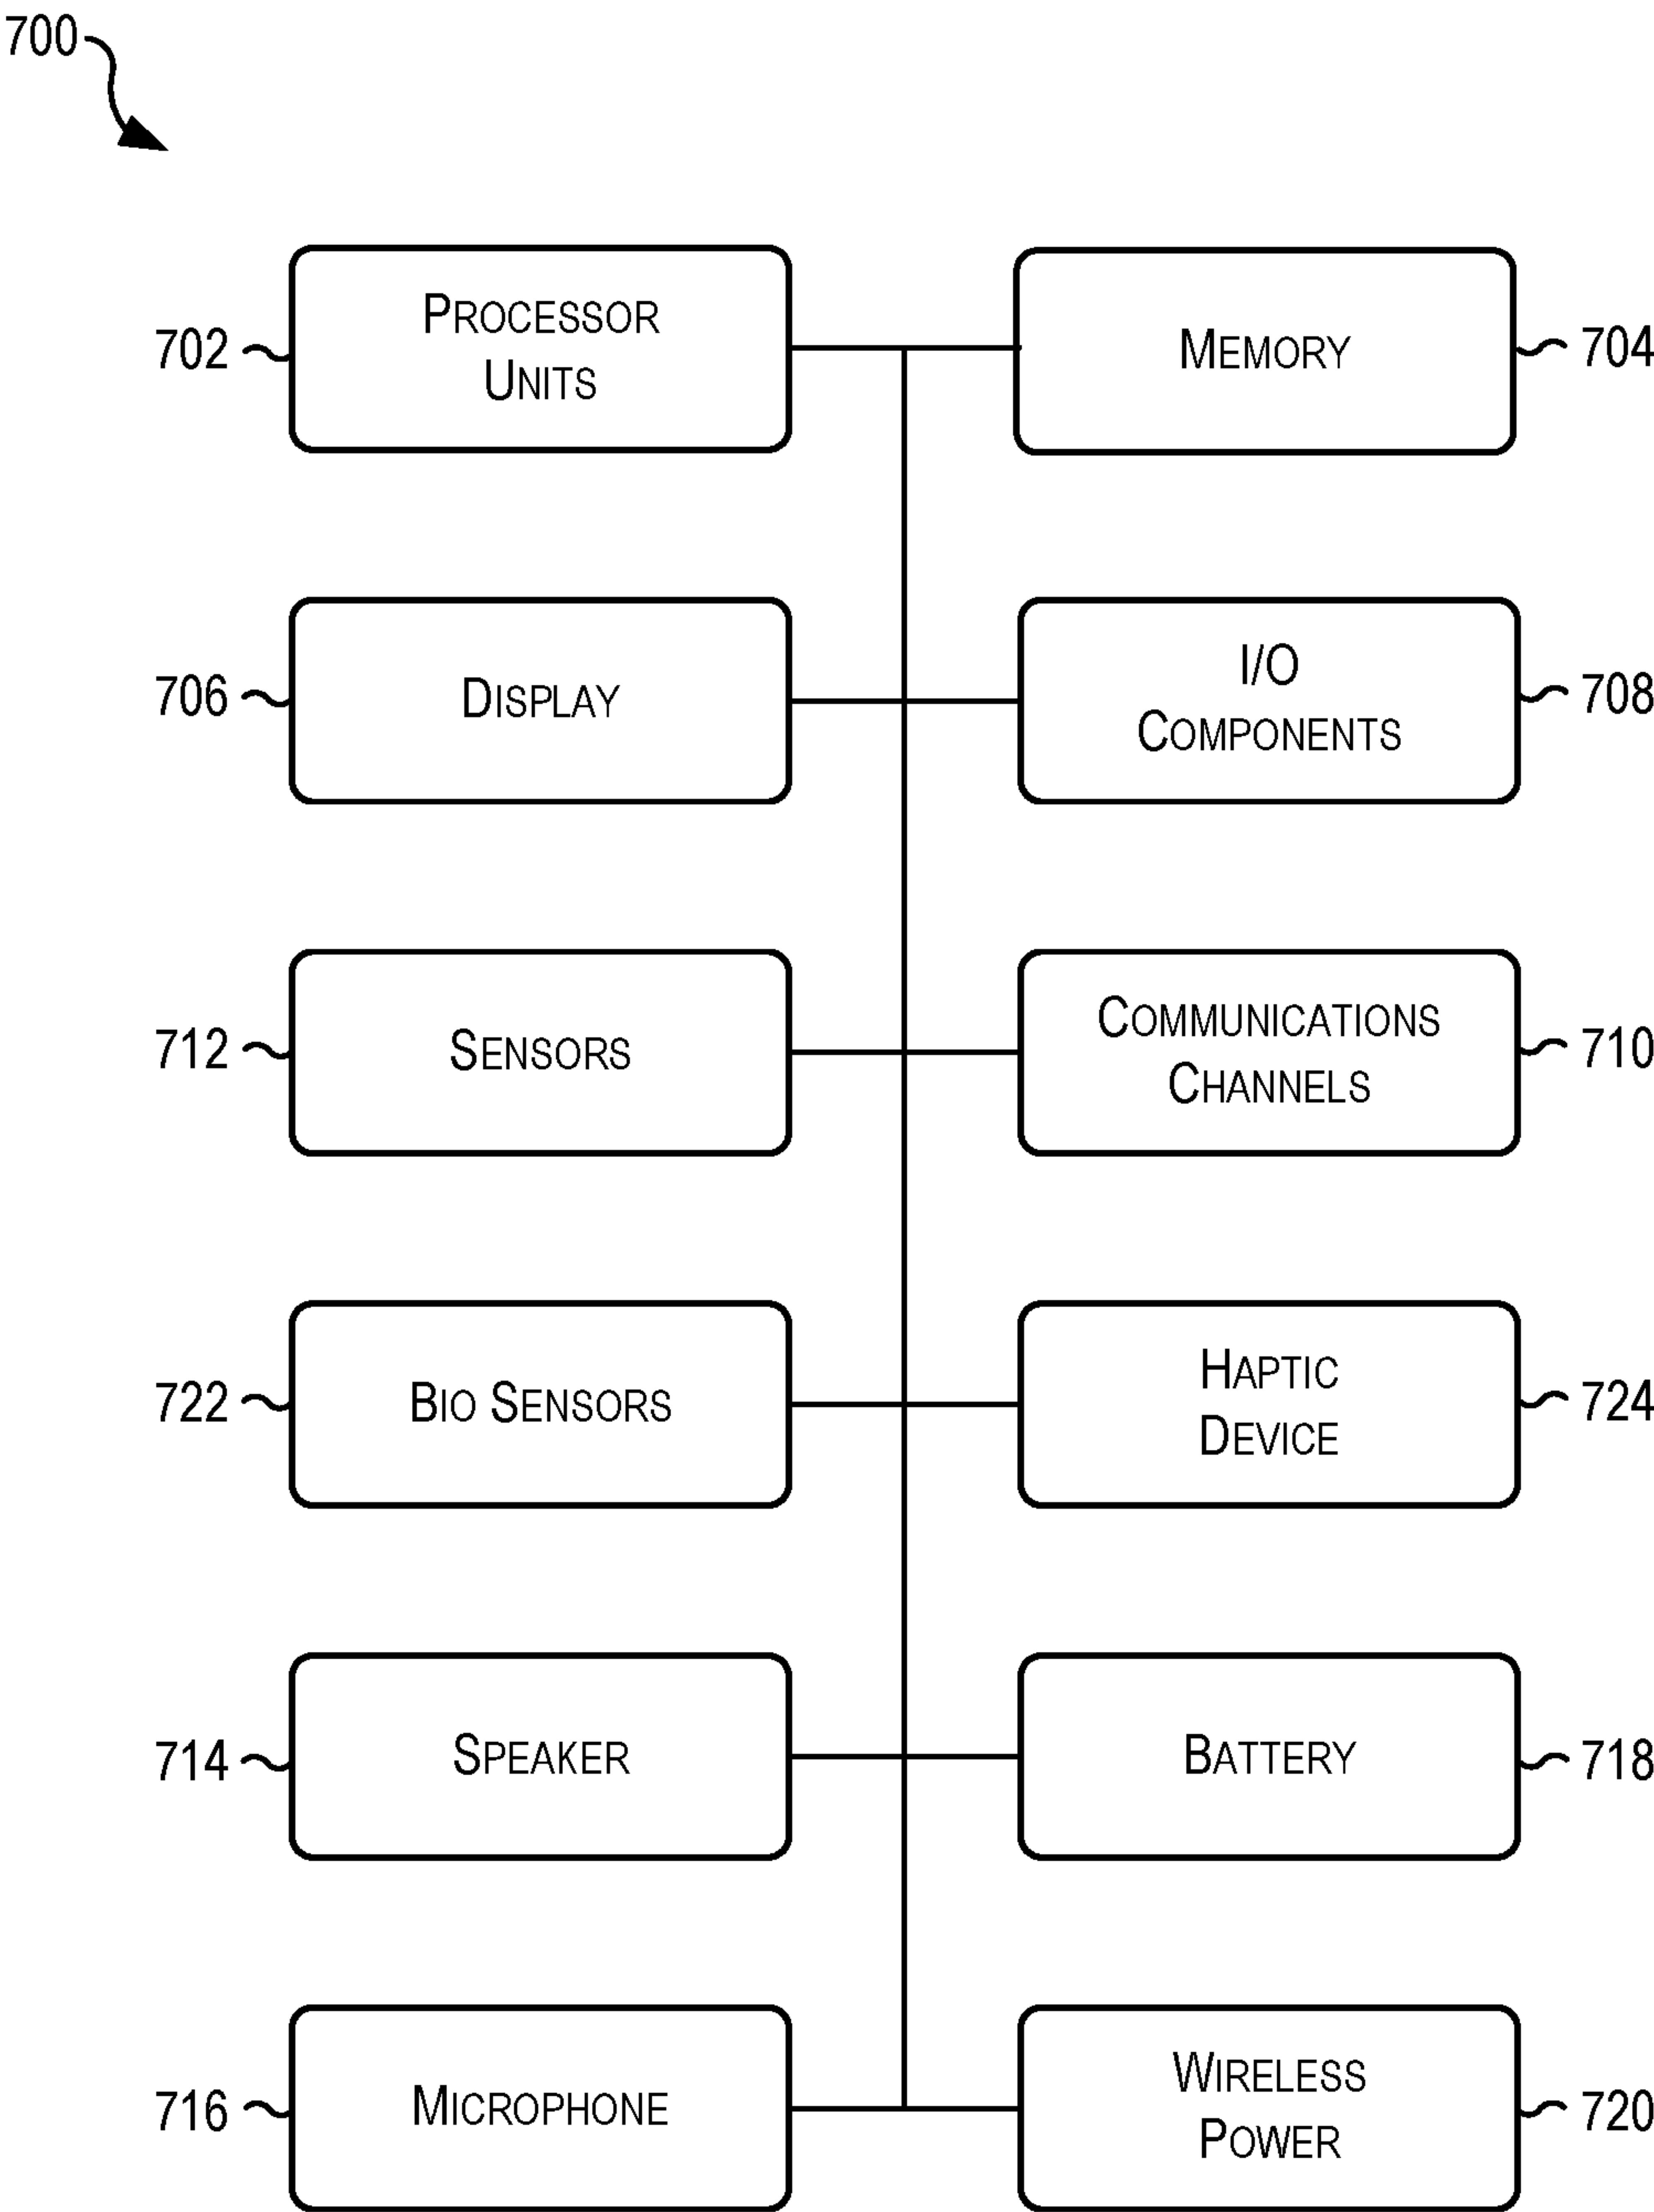 700
702
PROCESSOR
UNITS
MEMORY
704
706
DISPLAY
I/O
COMPONENTS
708
712
SENSORS
COMMUNICATIONS
CHANNELS
710
722
BIO SENSORS
HAPTIC
DEVICE
724
714
SPEAKER
BATTERY
718
716
MICROPHONE
WIRELESS
POWER
720